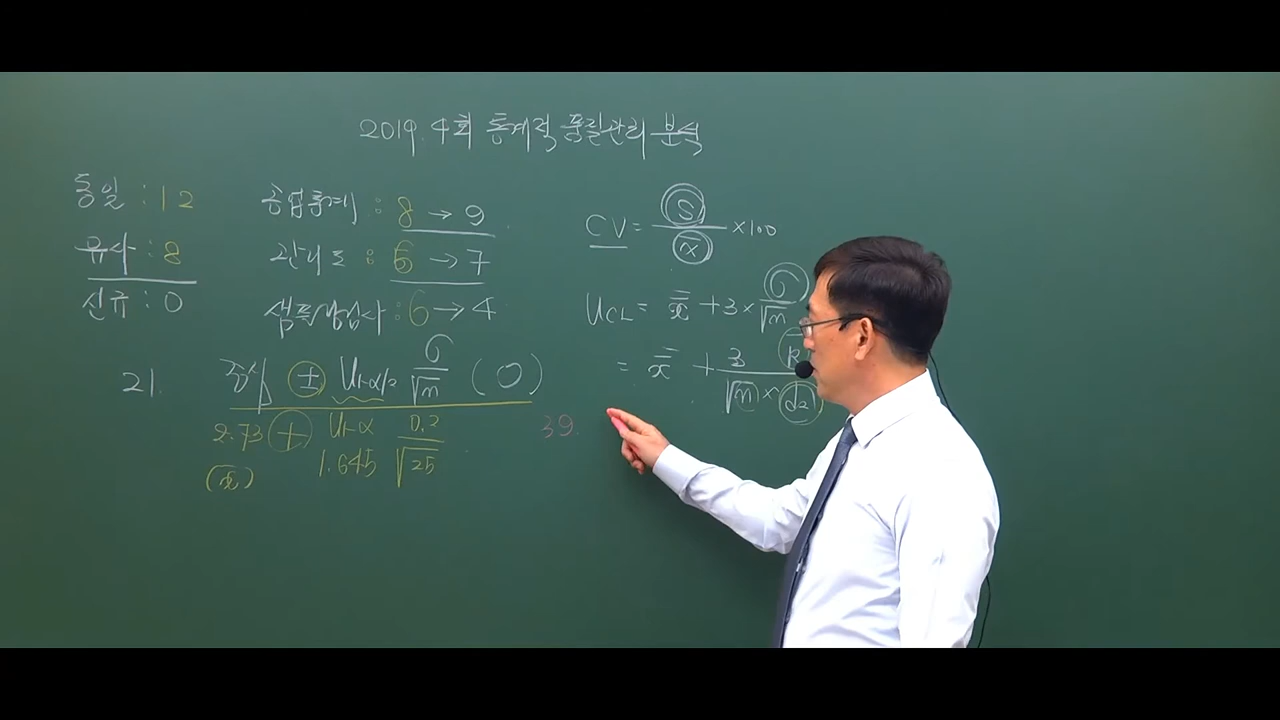 2019. 4회 통계적 품질관리 분석
동일 : 12
유사 : 8
신규 : 0
공업통계 : 8 → 9
관리도 : 6 → 7
샘플링검사 : 6 → 4
21.
중심 ± u₁₋α/₂ σ/√n (0)
2.73 + u₁₋α 0.2/√25
(x̄) 1.645
CV = s/x̄ × 100
UCL = x̿ + 3 × σ/√n
= x̿ + 3 R̄/√n × d₂
39.